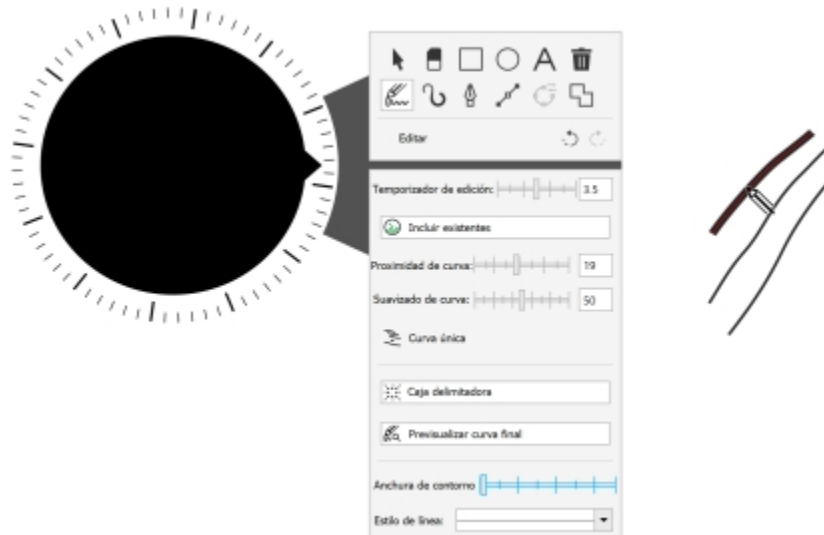 A
Editar
Temporizador de edición: 3.5
Incluir existentes
Proximidad de curva: 19
Suavizado de curva: 50
Curva única
Caja delimitadora
Previsualizar curva final
Anchura de contorno
Estilo de línea: